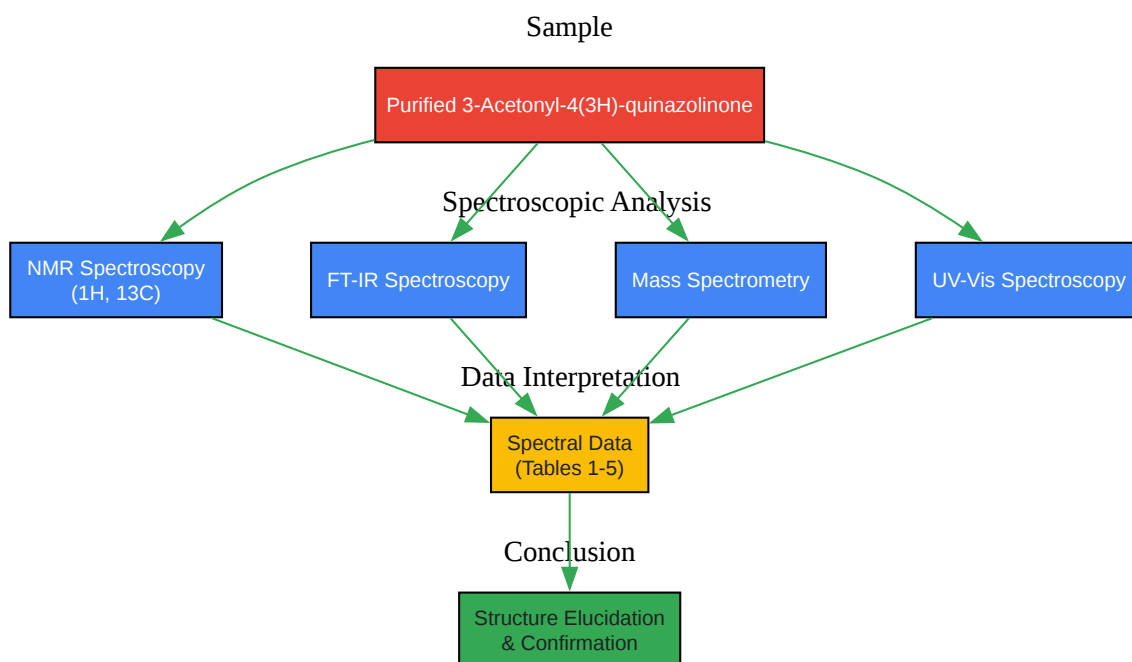 Sample
Purified 3-Acetonyl-4(3H)-quinazolinone
Spectroscopic Analysis
NMR Spectroscopy
(1H, 13C)
FT-IR Spectroscopy
Mass Spectrometry
UV-Vis Spectroscopy
Data Interpretation
Spectral Data
(Tables 1-5)
Conclusion
Structure Elucidation
& Confirmation